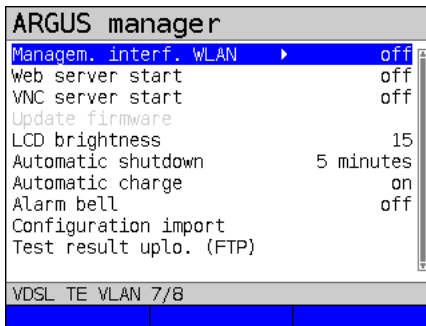 ARGUS manager
Managem. interf. WLAN off
Web server start off
VNC server start off
Update firmware
LCD brightness 15
Automatic shutdown 5 minutes
Automatic charge on
Alarm bell off
Configuration import
Test result uplo. (FTP)
VDSL TE VLAN 7/8